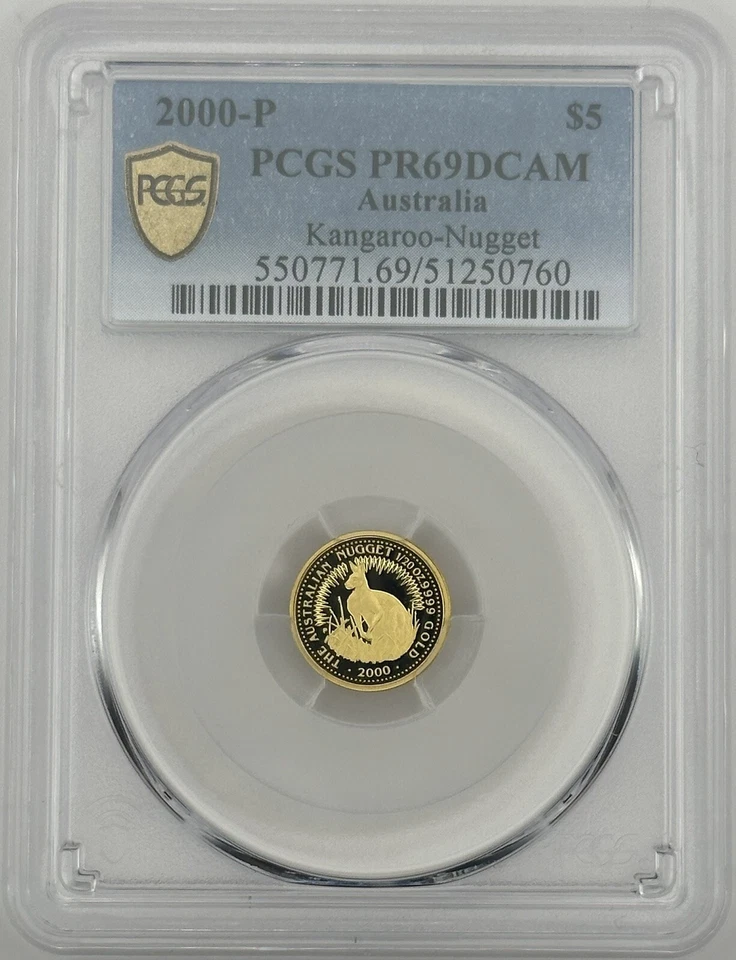 2000-P $5
PCGS PR69DCAM
PCGS
Australia
Kangaroo-Nugget
550771.69/51250760
THE AUSTRALIAN NUGGET 1/20 OZ. 9999 GOLD
· 2000 ·
PCGS